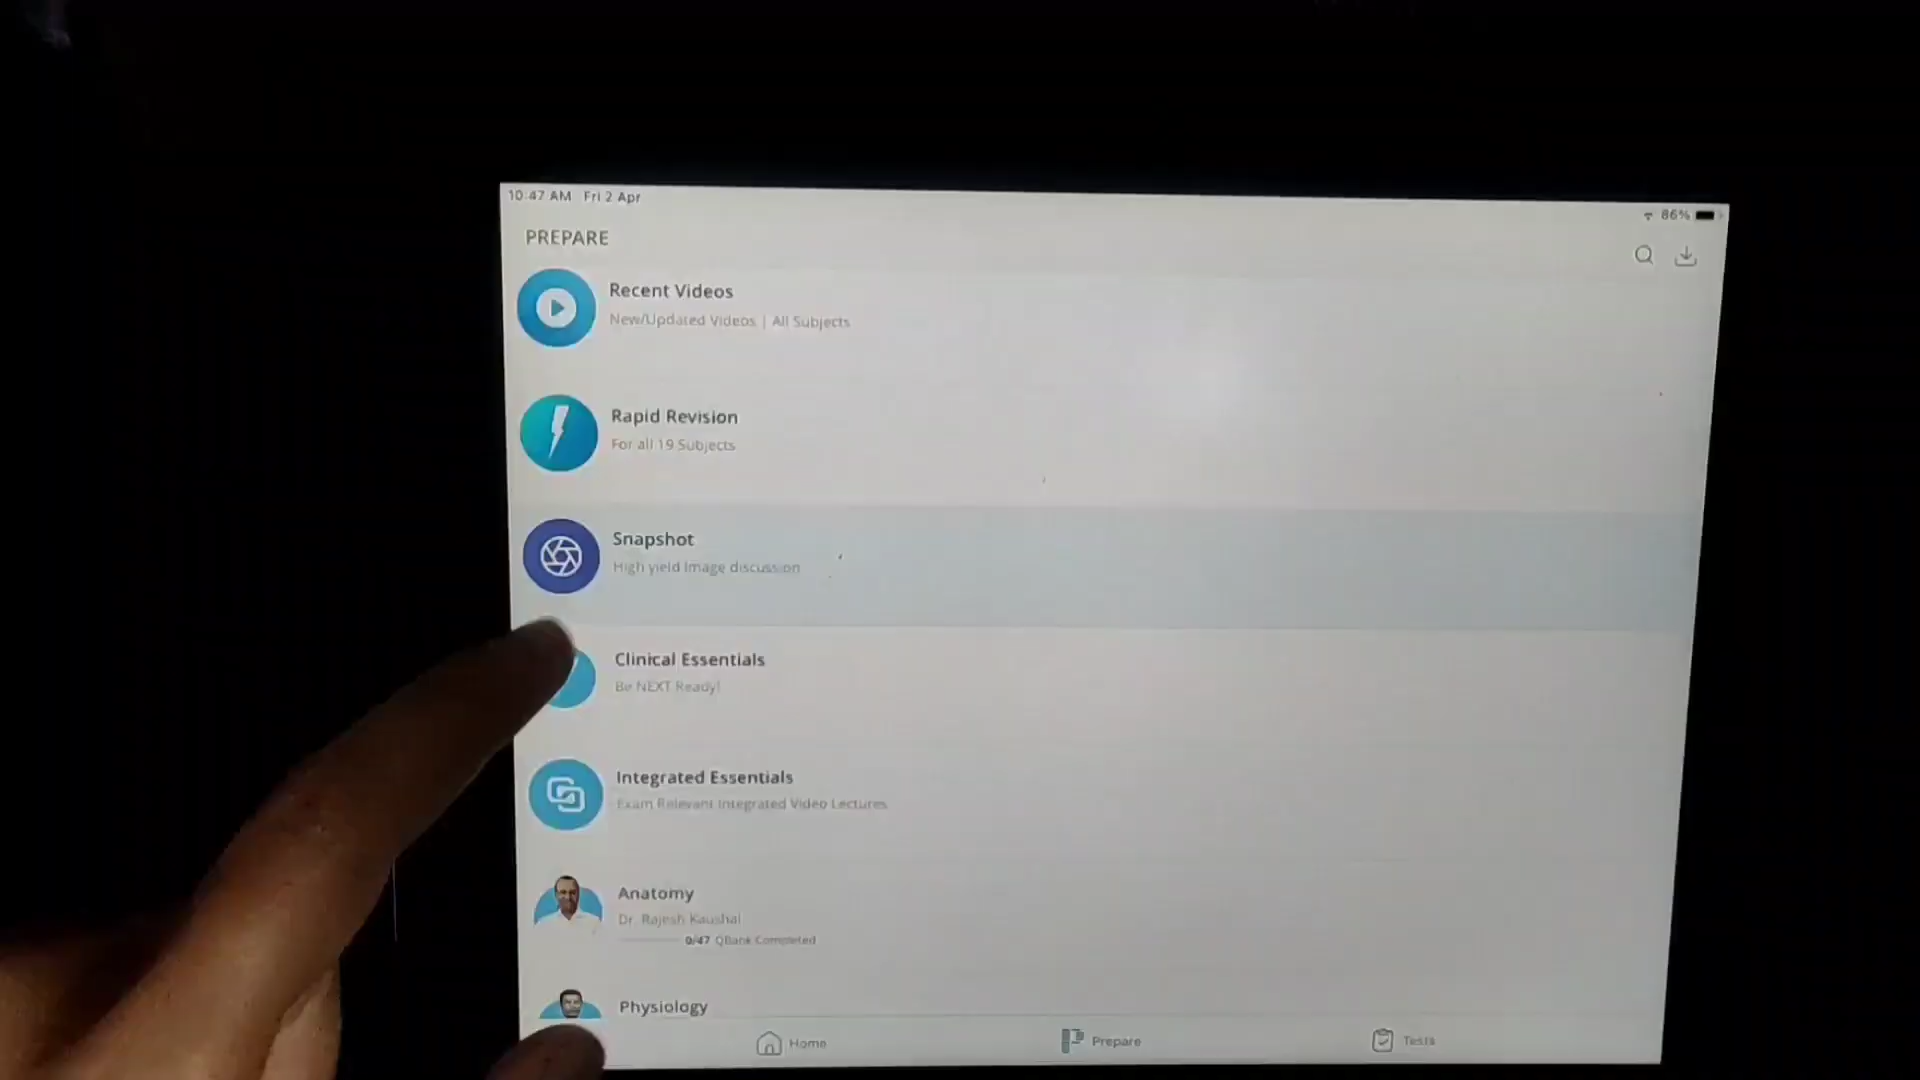 10:47 AM Fri 2 Apr
86%
PREPARE
Recent Videos
New/Updated Videos | All Subjects
Rapid Revision
For all 19 Subjects
Snapshot
High yield image discussion
Clinical Essentials
Be NEXT Ready!
Integrated Essentials
Exam Relevant Integrated Video Lectures
Anatomy
Dr. Rajesh Kaushal
0/47 QBank Completed
Physiology
Home
Prepare
Tests